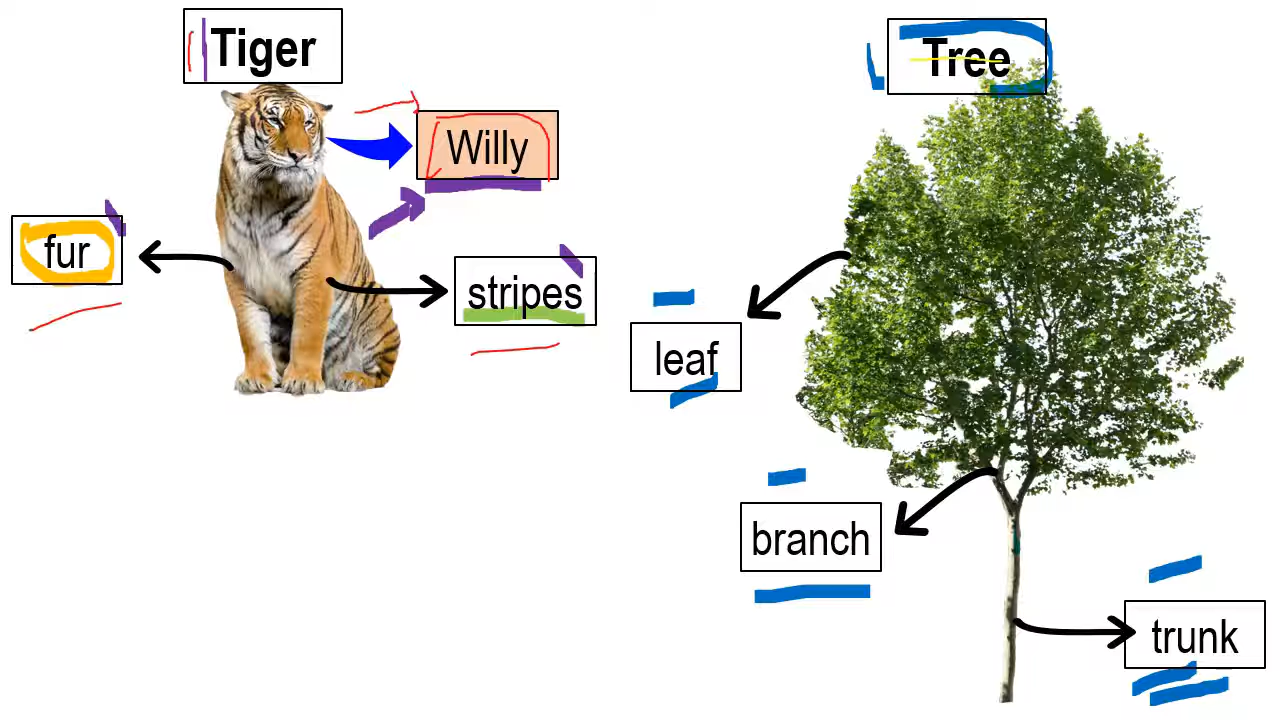 Tiger
Willy
fur
stripes
Tree
leaf
branch
trunk